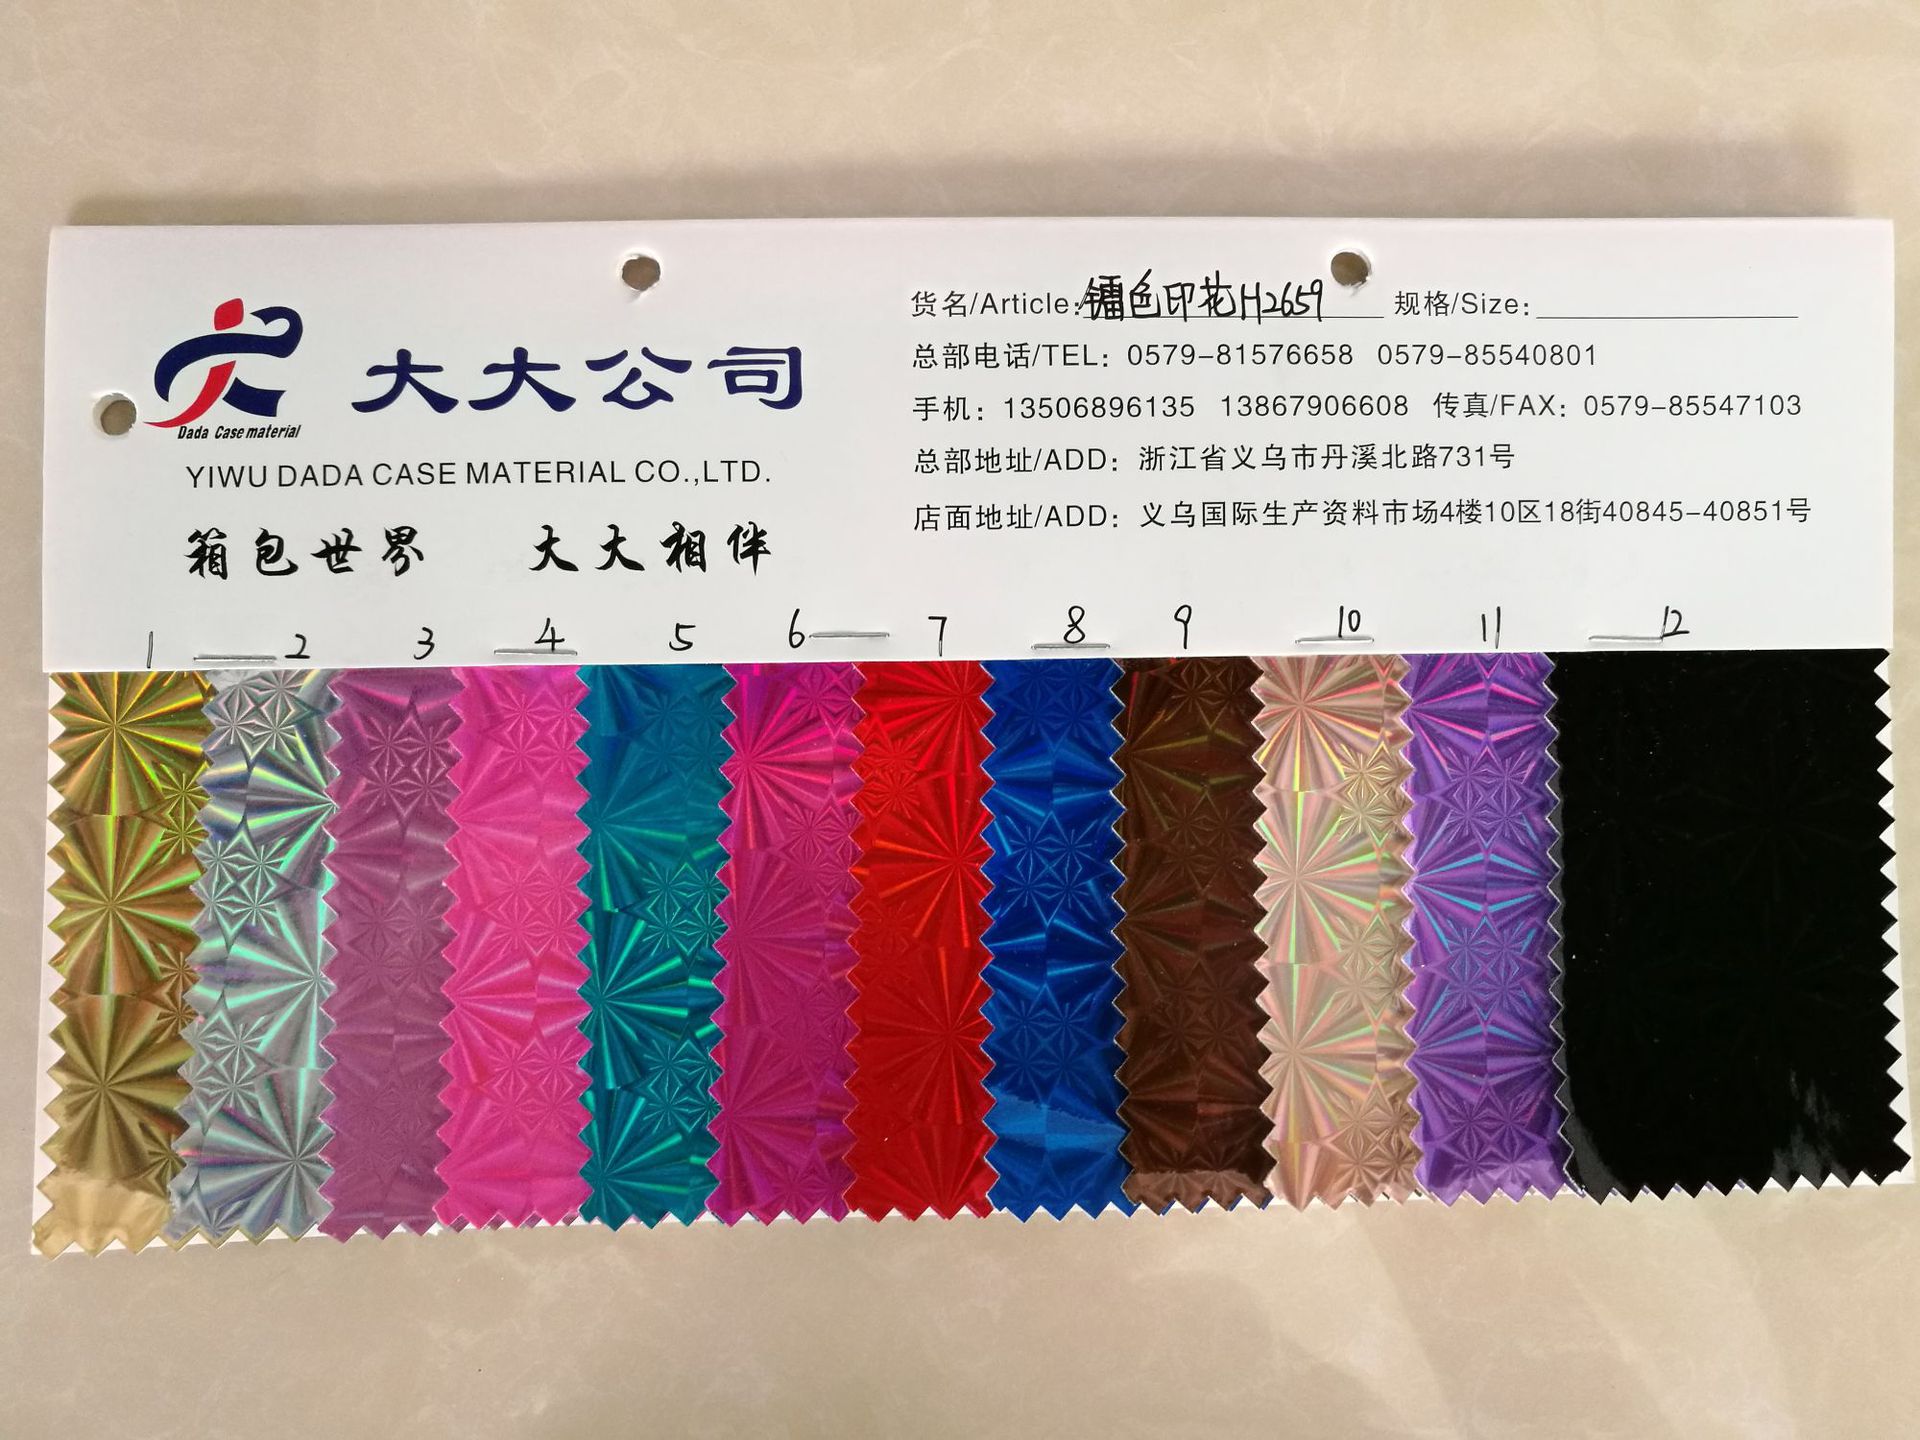 Dada Case material
大大公司
YIWU DADA CASE MATERIAL CO.,LTD.
箱包世界 大大相伴
货名/Article:镭色印花H2659 规格/Size:
总部电话/TEL: 0579-81576658 0579-85540801
手机: 13506896135 13867906608 传真/FAX: 0579-85547103
总部地址/ADD: 浙江省义乌市丹溪北路731号
店面地址/ADD: 义乌国际生产资料市场4楼10区18街40845-40851号
1 2 3 4 5 6 7 8 9 10 11 12